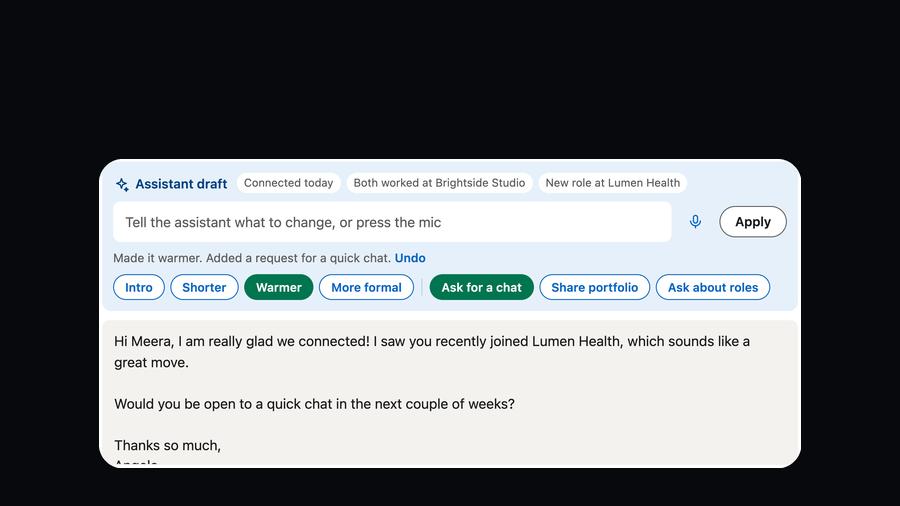 Assistant draft Connected today Both worked at Brightside Studio New role at Lumen Health
Tell the assistant what to change, or press the mic Apply
Made it warmer. Added a request for a quick chat. Undo
Intro Shorter Warmer More formal Ask for a chat Share portfolio Ask about roles
Hi Meera, I am really glad we connected! I saw you recently joined Lumen Health, which sounds like a
great move.
Would you be open to a quick chat in the next couple of weeks?
Thanks so much,